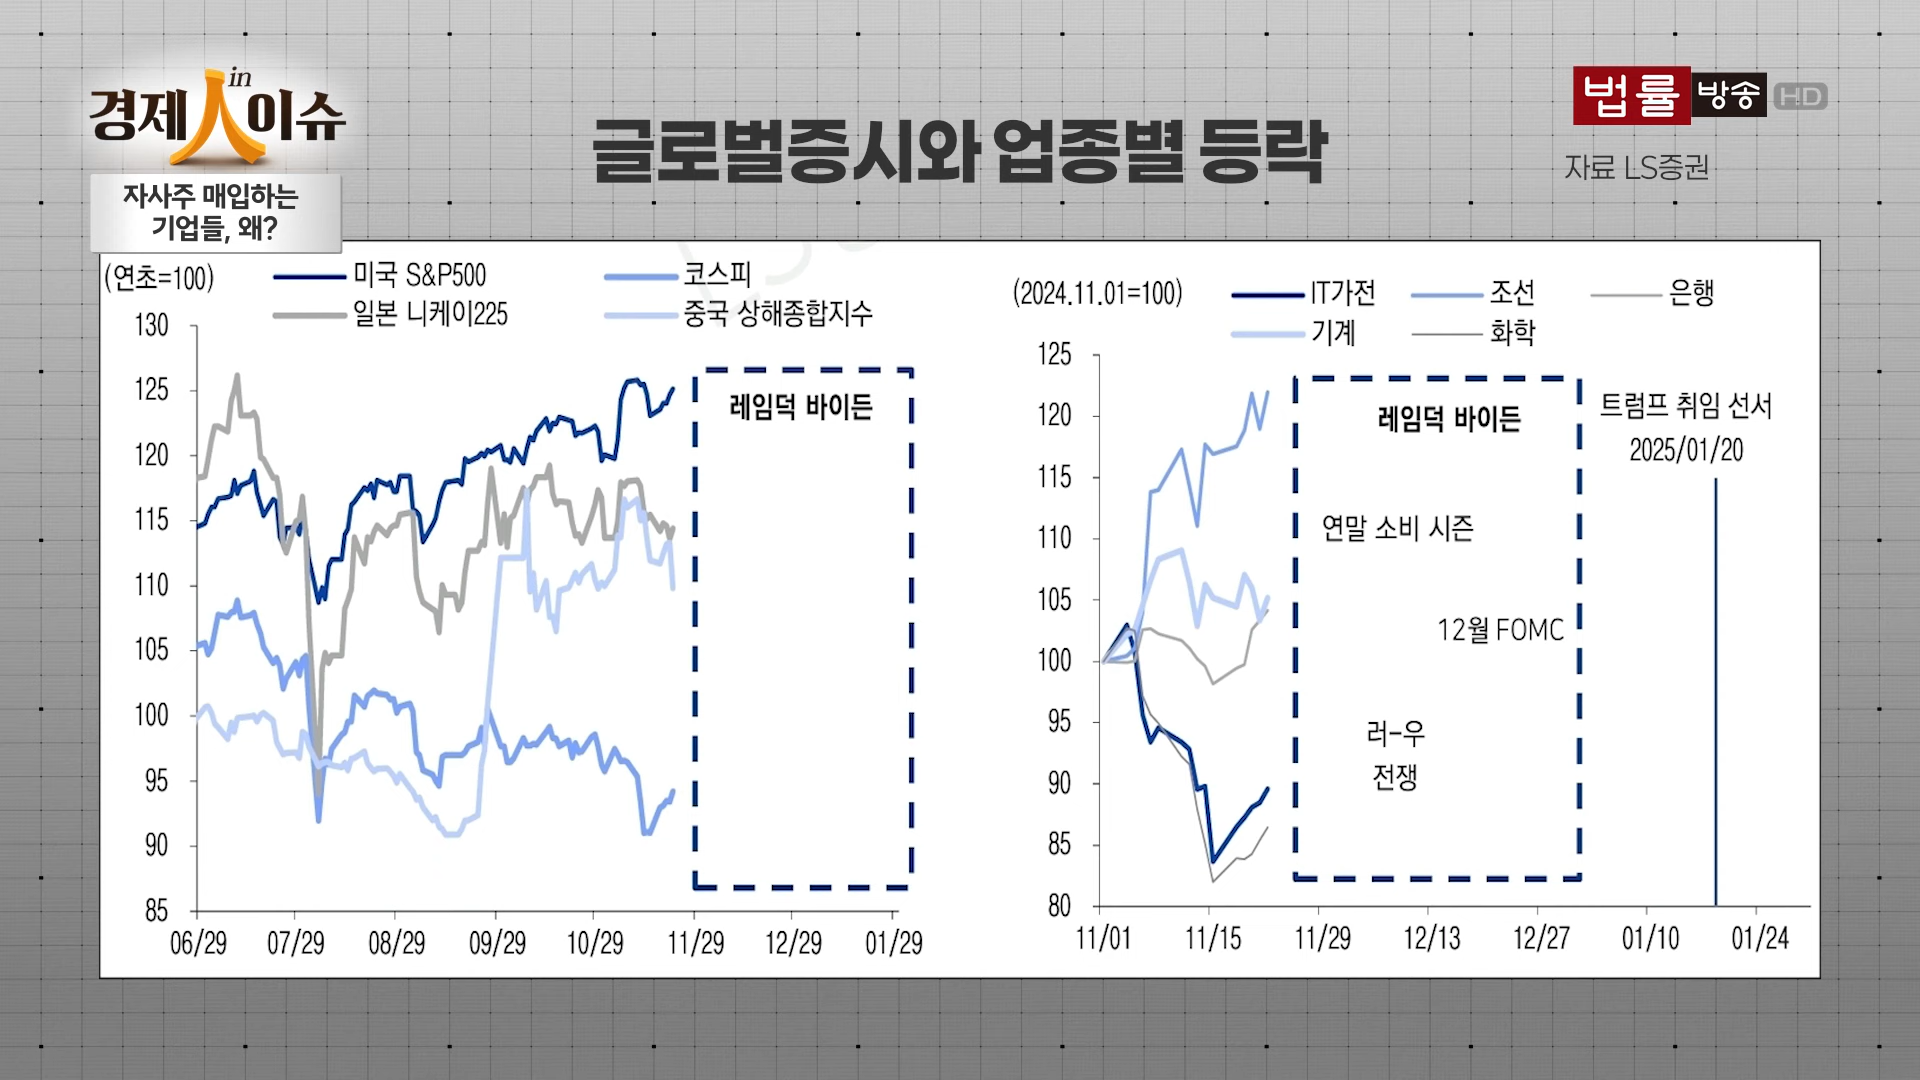 경제人in이슈
자사주 매입하는
기업들, 왜?
글로벌증시와 업종별 등락
법률방송 HD
자료 LS증권
(연초=100)
미국 S&P500
코스피
일본 니케이225
중국 상해종합지수
130
125
120
115
110
105
100
95
90
85
레임덕 바이든
06/29
07/29
08/29
09/29
10/29
11/29
12/29
01/29
(2024.11.01=100)
IT가전
조선
은행
기계
화학
125
120
115
110
105
100
95
90
85
80
레임덕 바이든
연말 소비 시즌
12월 FOMC
러-우
전쟁
트럼프 취임 선서
2025/01/20
11/01
11/15
11/29
12/13
12/27
01/10
01/24